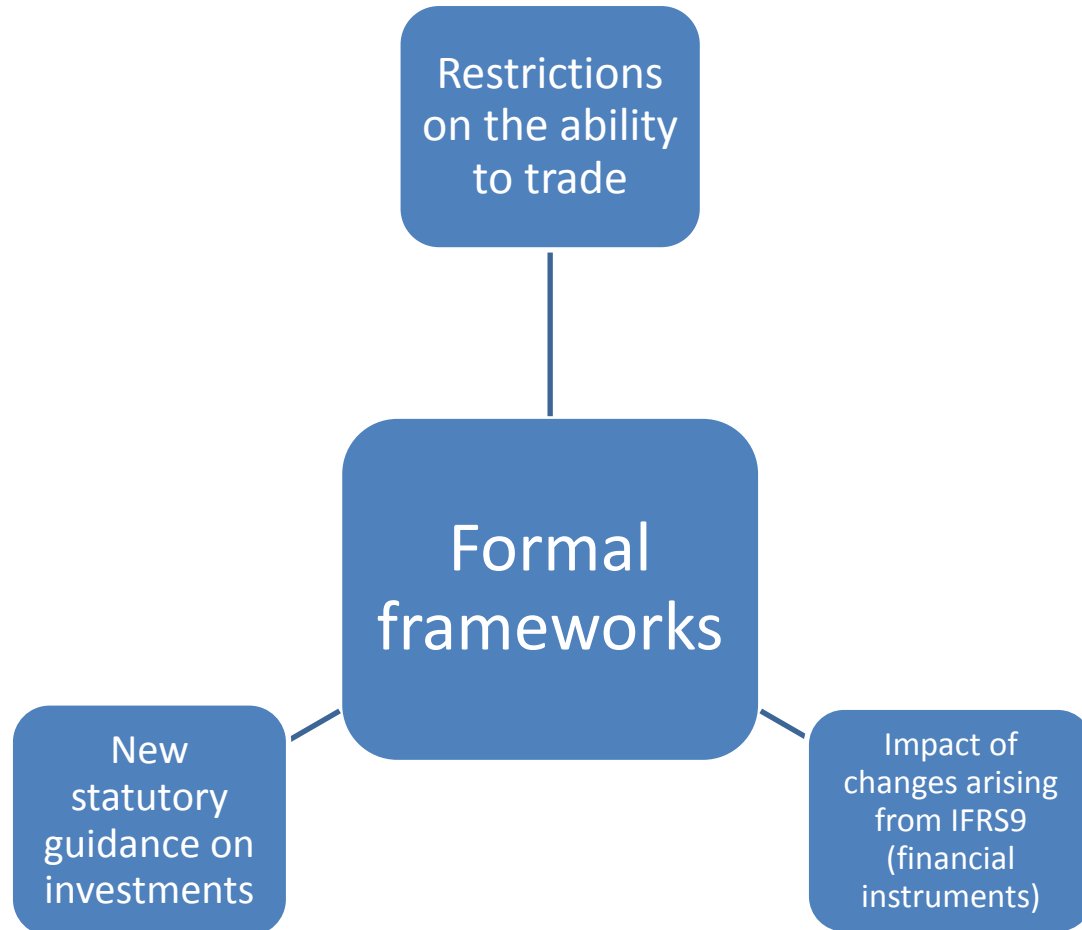 Restrictions
on the ability
to trade
Formal
frameworks
New
statutory
guidance on
investments
Impact of
changes arising
from IFRS9
(financial
instruments)